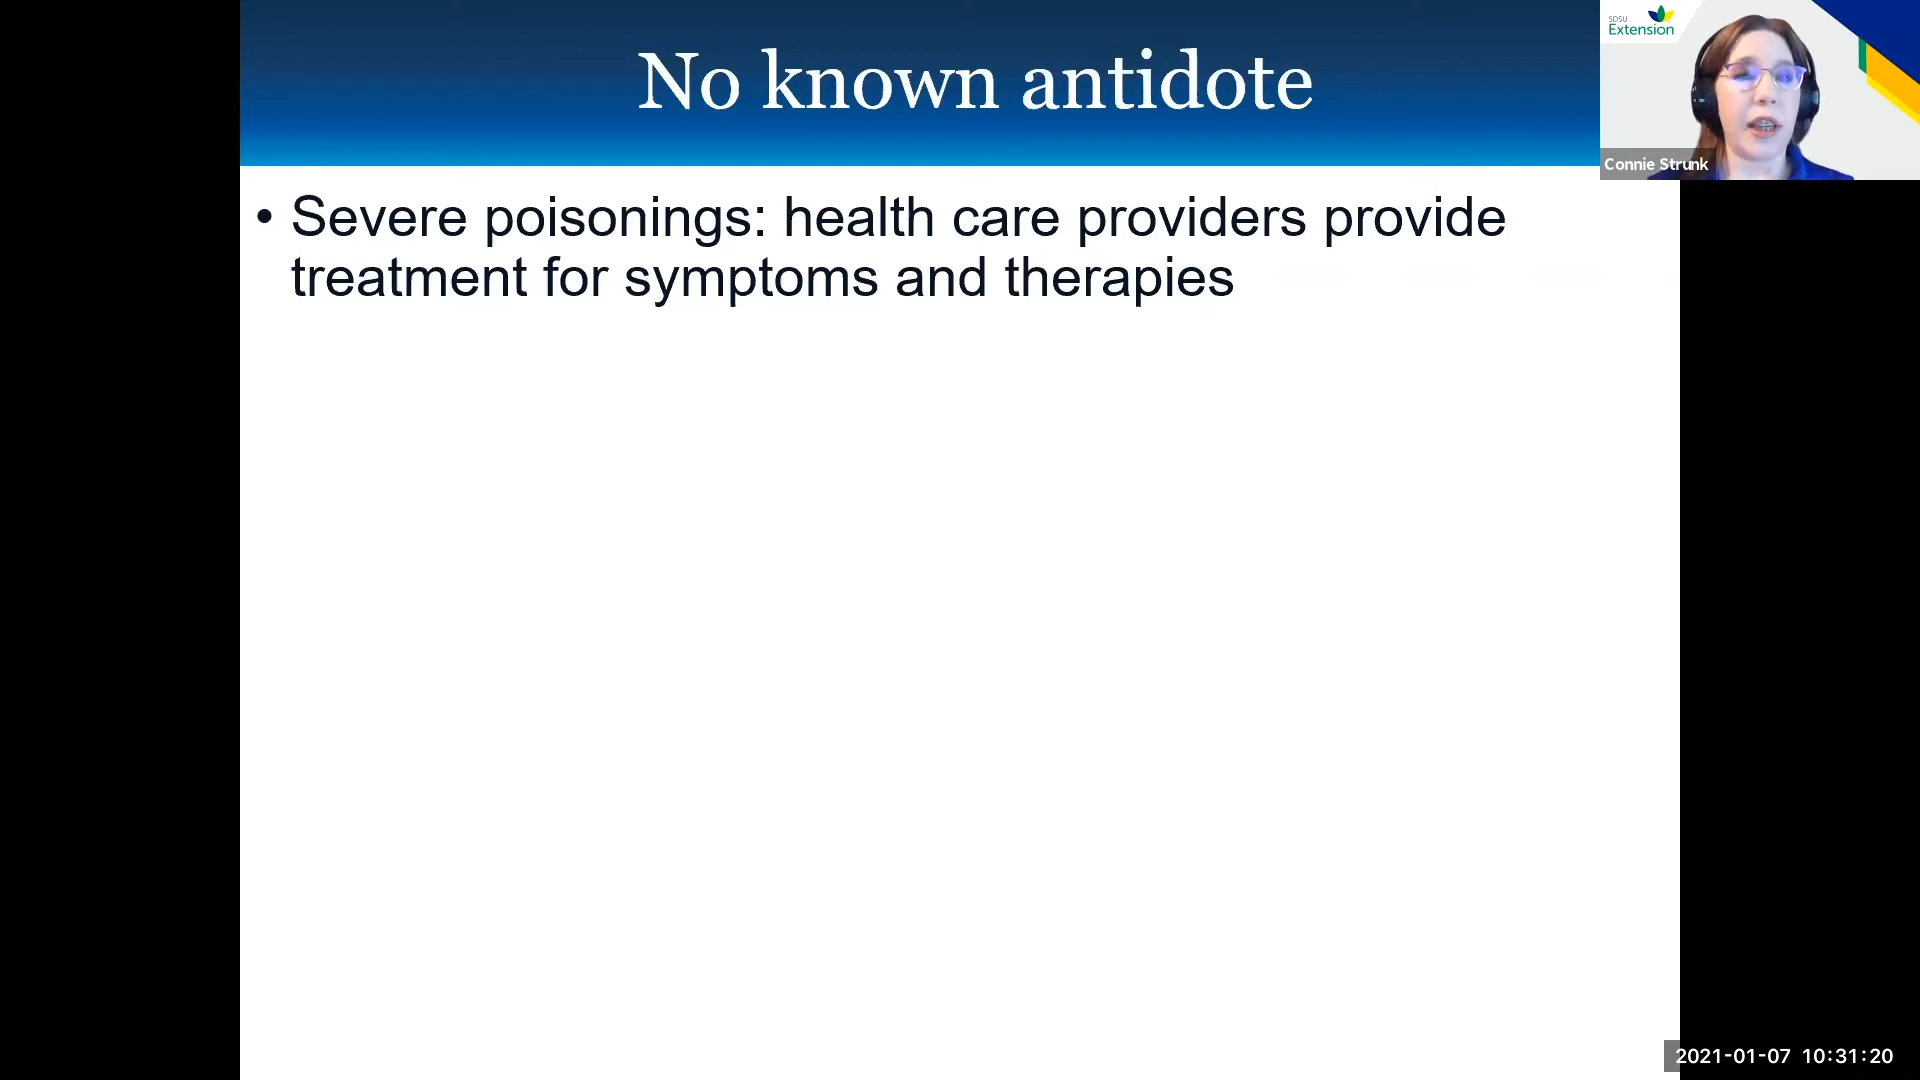 No known antidote
SDSU
Extension
Connie Strunk
• Severe poisonings: health care providers provide
treatment for symptoms and therapies
2021-01-07 10:31:20